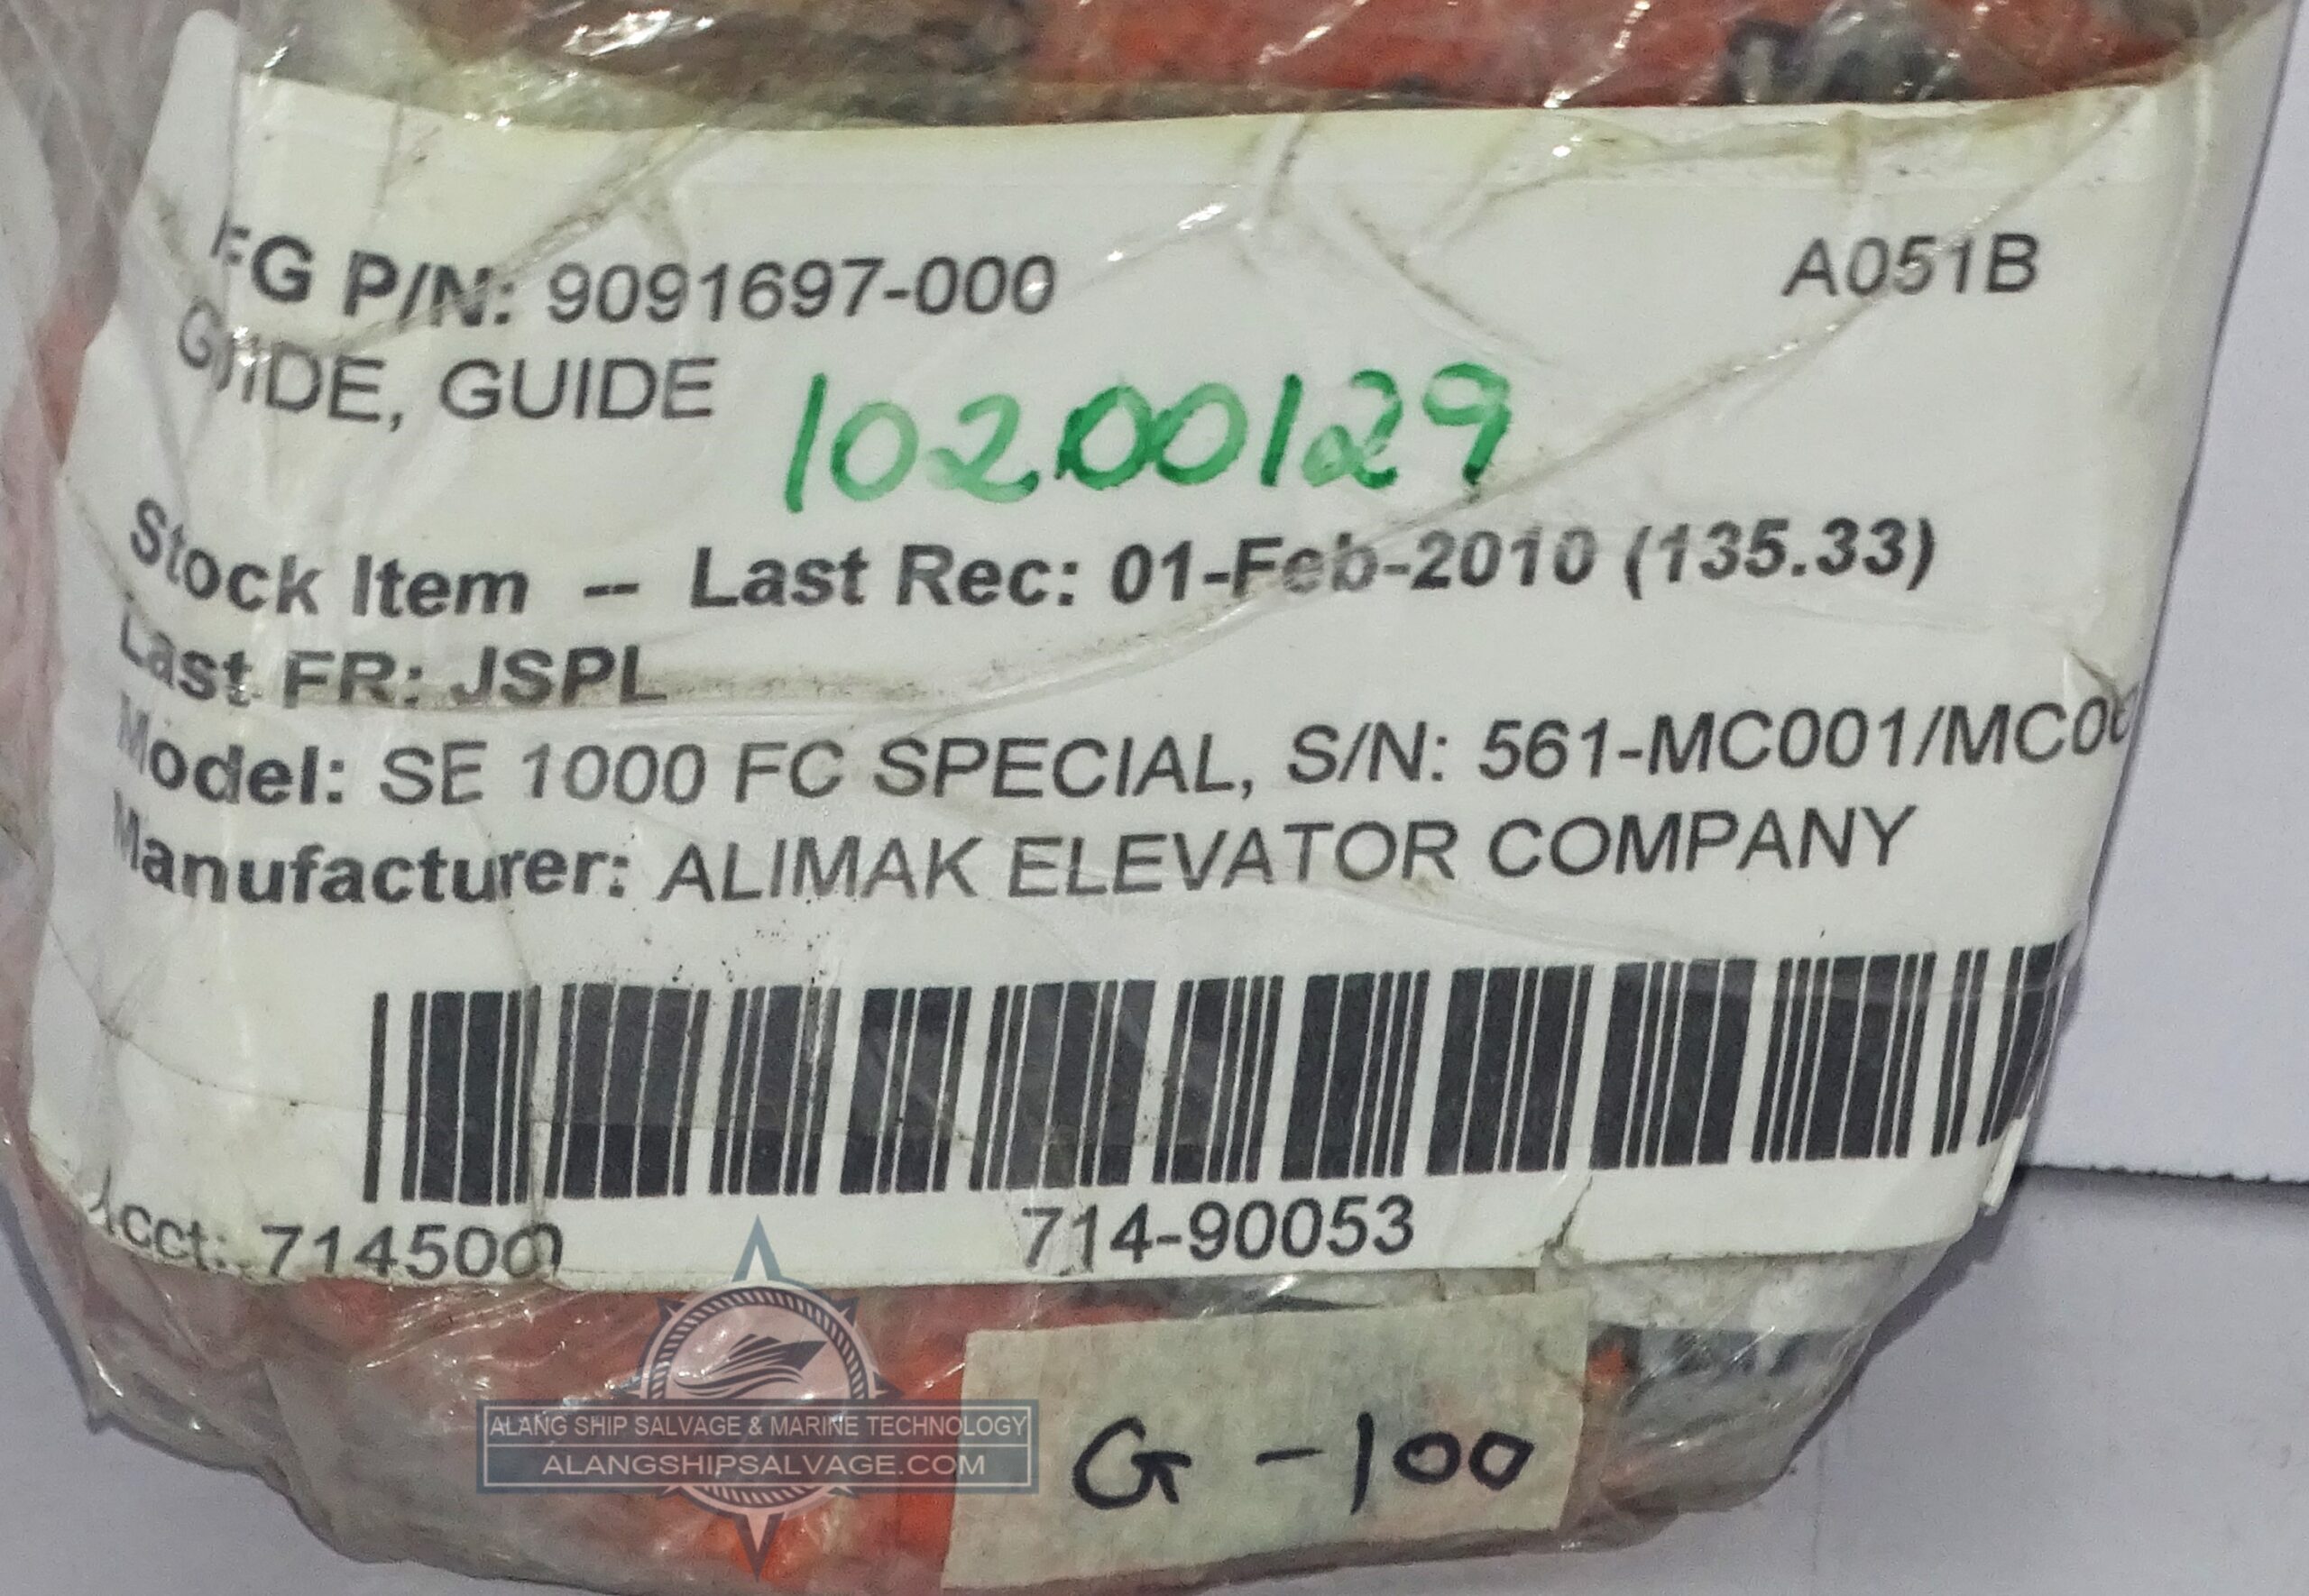 FG P/N: 9091697-000 A051B
GUIDE, GUIDE
10200129
Stock Item -- Last Rec: 01-Feb-2010 (135.33)
Last FR: JSPL
Model: SE 1000 FC SPECIAL, S/N: 561-MC001/MC00
Manufacturer: ALIMAK ELEVATOR COMPANY
Acct: 714500 714-90053
ALANG SHIP SALVAGE & MARINE TECHNOLOGY
ALANGSHIPSALVAGE.COM
G-100